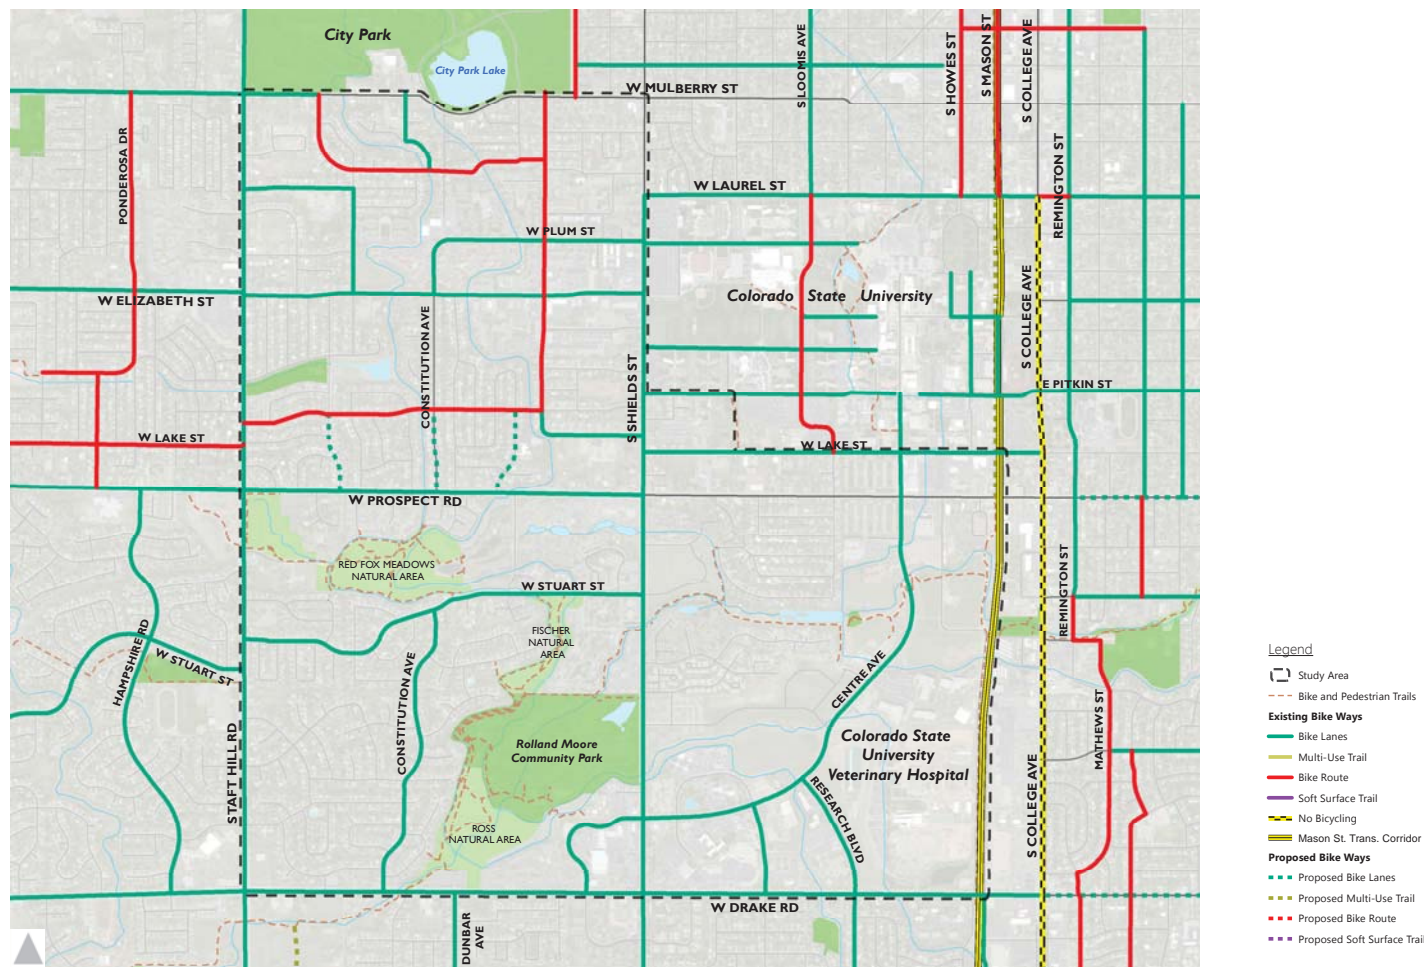 City Park
City Park Lake
S LOOMIS AVE
S HOWES ST
S MASON ST
S COLLEGE AVE
W MULBERRY ST
PONDEROSA DR
W LAUREL ST
REMINGTON ST
W PLUM ST
W ELIZABETH ST
Colorado State University
CONSTITUTION AVE
S COLLEGE AVE
S SHIELDS ST
E PITKIN ST
W LAKE ST
W LAKE ST
W PROSPECT RD
RED FOX MEADOWS
NATURAL AREA
W STUART ST
REMINGTON ST
FISCHER
NATURAL
AREA
HAMPSHIRE RD
W STUART ST
CONSTITUTION AVE
CENTRE AVE
STAFT HILL RD
Rolland Moore
Community Park
Colorado State
University
Veterinary Hospital
MATHEWS ST
S COLLEGE AVE
RESEARCH BLVD
ROSS
NATURAL AREA
W DRAKE RD
DUNBAR
AVE
Legend
Study Area
Bike and Pedestrian Trails
Existing Bike Ways
Bike Lanes
Multi-Use Trail
Bike Route
Soft Surface Trail
No Bicycling
Mason St. Trans. Corridor
Proposed Bike Ways
Proposed Bike Lanes
Proposed Multi-Use Trail
Proposed Bike Route
Proposed Soft Surface Trail